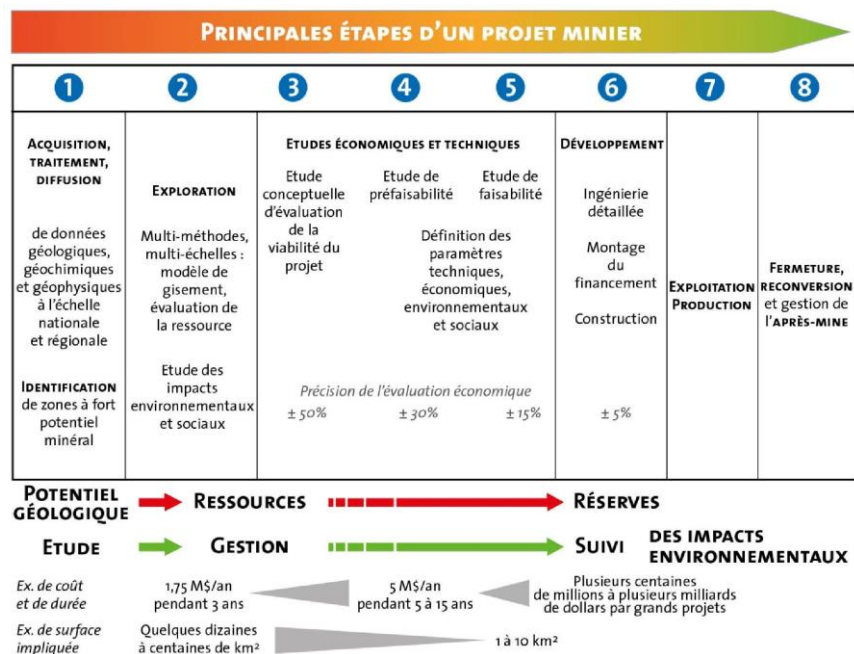 PRINCIPALES ÉTAPES D'UN PROJET MINIER
1
2
3
4
5
6
7
8
ACQUISITION,
TRAITEMENT,
DIFFUSION
de données
géologiques,
géochimiques
et géophysiques
à l'échelle
nationale
et régionale
IDENTIFICATION
de zones à fort
potentiel
minéral
EXPLORATION
Multi-méthodes,
multi-échelles :
modèle de
gisement,
évaluation de
la ressource
Etude des
impacts
environnementaux
et sociaux
ETUDES ÉCONOMIQUES ET TECHNIQUES
Etude
conceptuelle
d'évaluation
de la
viabilité du
projet
Etude de
préfaisabilité
Etude de
faisabilité
Définition des
paramètres
techniques,
économiques,
environnementaux
et sociaux
Précision de l'évaluation économique
± 50%
± 30%
± 15%
± 5%
DÉVELOPPEMENT
Ingénierie
détaillée
Montage
du
financement
Construction
EXPLOITATION
PRODUCTION
FERMETURE,
RECONVERSION
et gestion de
l'APRÈS-MINE
POTENTIEL
GÉOLOGIQUE
RESSOURCES
RÉSERVES
ETUDE
GESTION
SUIVI
DES IMPACTS
ENVIRONNEMENTAUX
Ex. de coût
et de durée
1,75 M$/an
pendant 3 ans
5 M$/an
pendant 5 à 15 ans
Plusieurs centaines
de millions à plusieurs milliards
de dollars par grands projets
Ex. de surface
impliquée
Quelques dizaines
à centaines de km²
1 à 10 km²